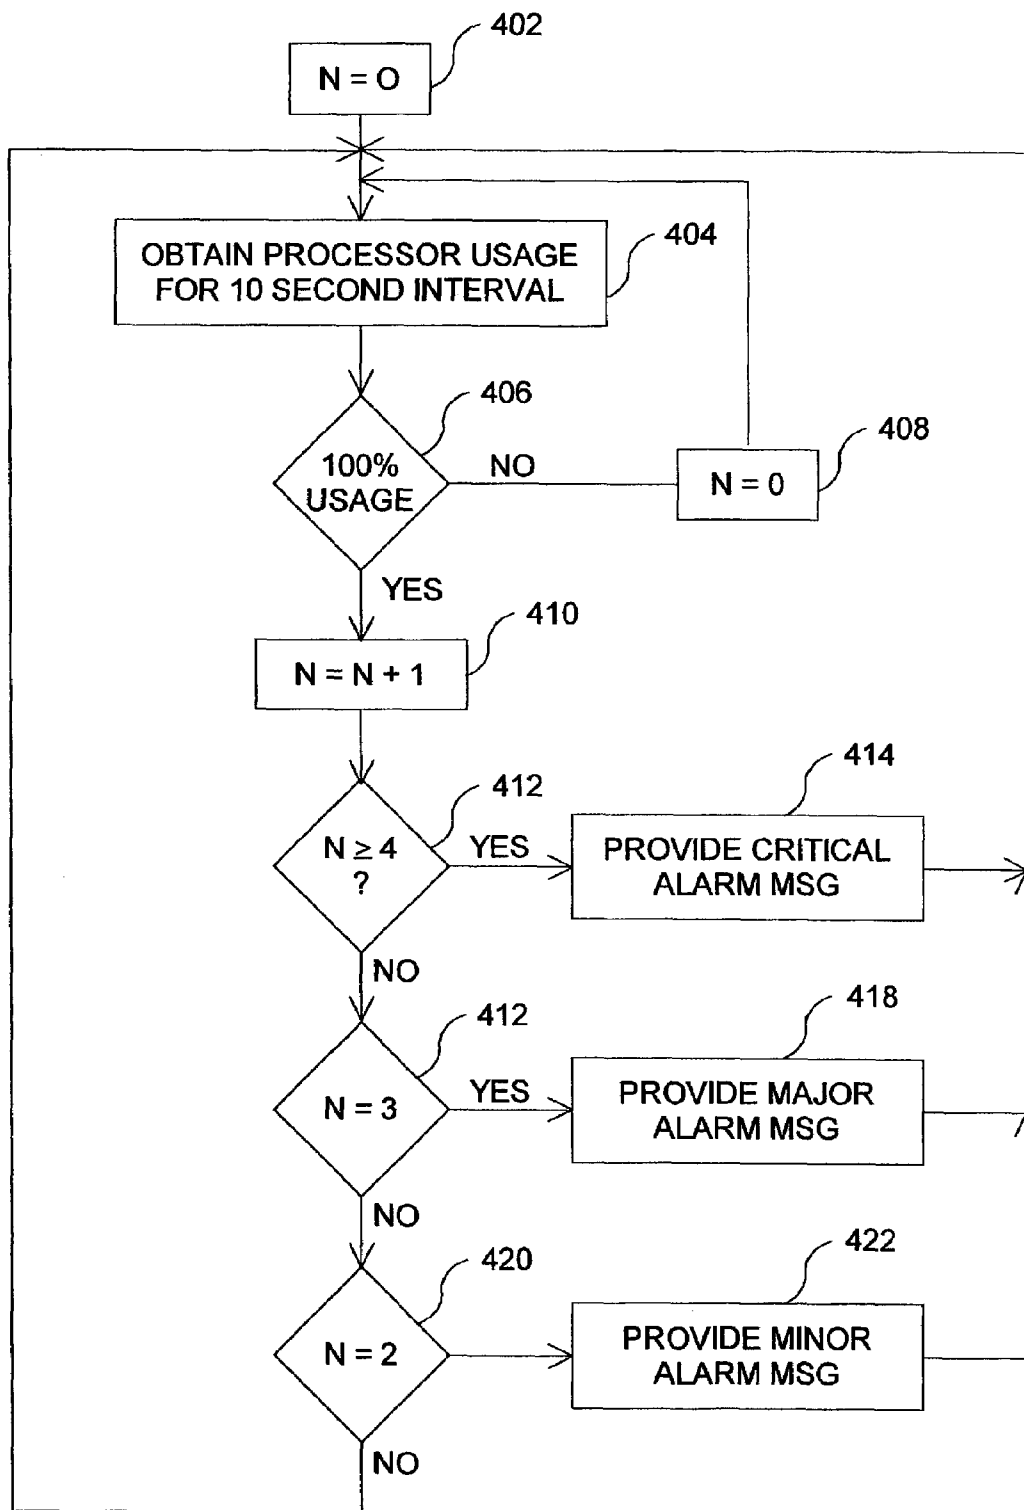 402
N = O
404
OBTAIN PROCESSOR USAGE
FOR 10 SECOND INTERVAL
406
100%
USAGE
NO
408
N = 0
YES
410
N = N + 1
412
N ≥ 4
?
YES
414
PROVIDE CRITICAL
ALARM MSG
NO
412
N = 3
YES
418
PROVIDE MAJOR
ALARM MSG
NO
420
N = 2
422
PROVIDE MINOR
ALARM MSG
NO